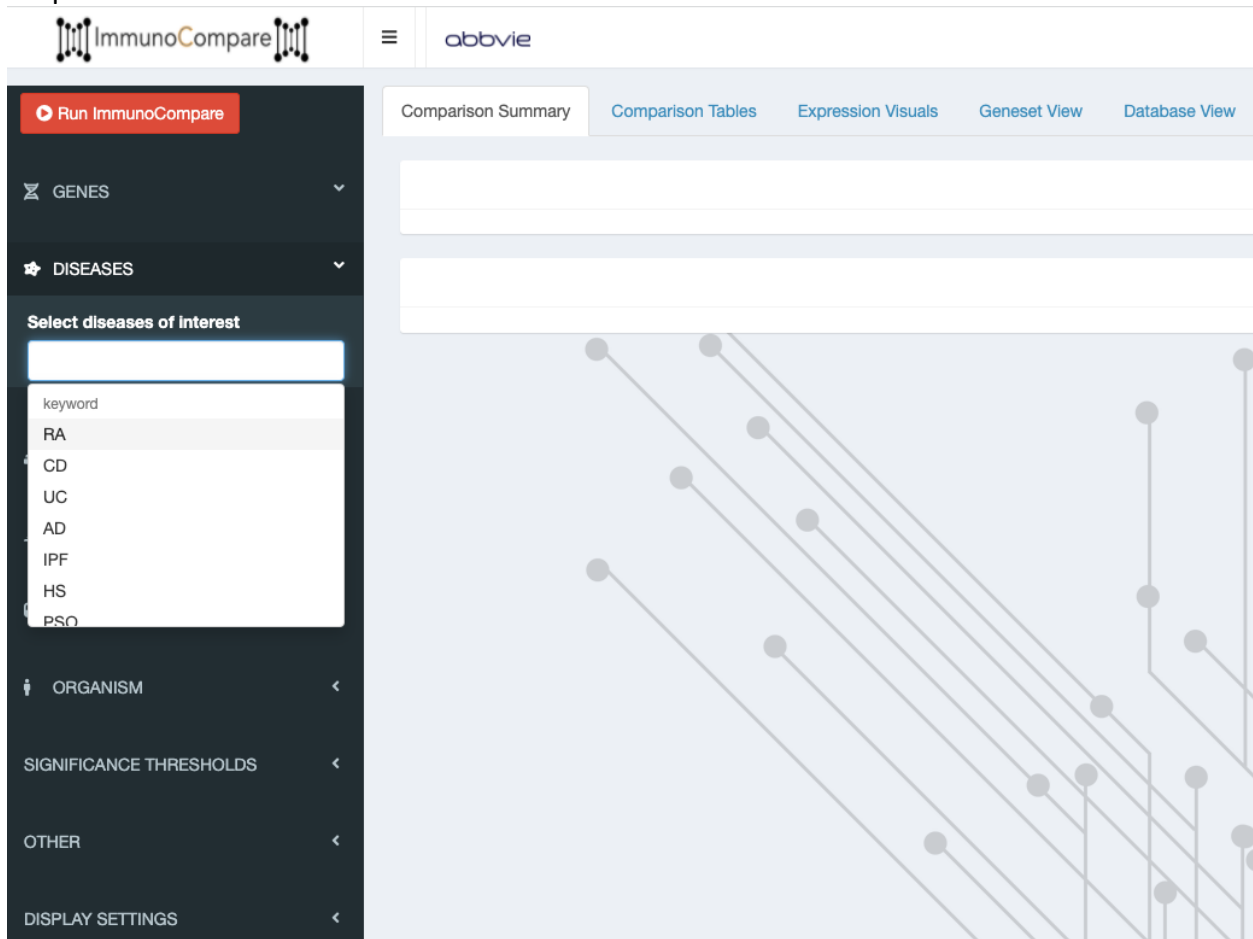 ImmunoCompare
abbvie
Run ImmunoCompare
Comparison Summary
Comparison Tables
Expression Visuals
Geneset View
Database View
GENES
DISEASES
Select diseases of interest
keyword
RA
CD
UC
AD
IPF
HS
PSO
ORGANISM
SIGNIFICANCE THRESHOLDS
OTHER
DISPLAY SETTINGS